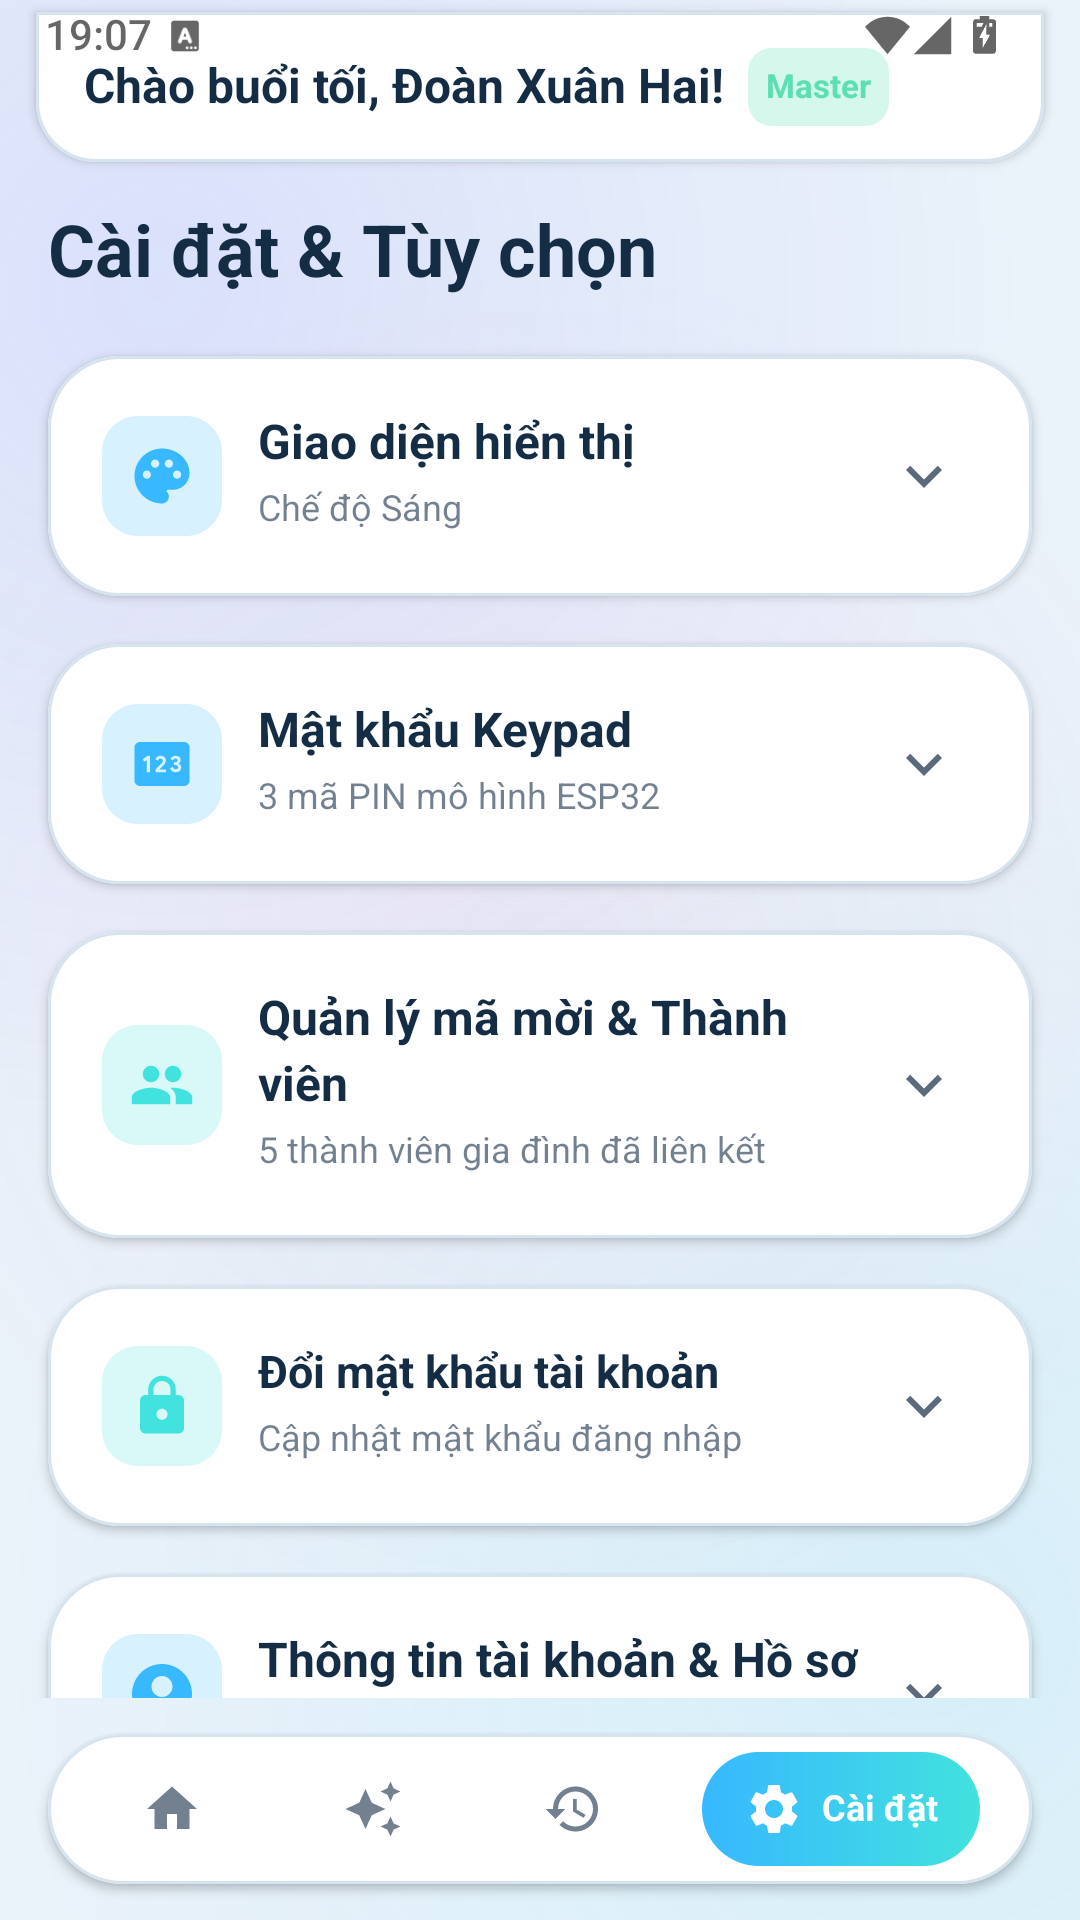 19:07
Chào buổi tối, Đoàn Xuân Hai! Master
Cài đặt & Tùy chọn
Giao diện hiển thị
Chế độ Sáng
123
Mật khẩu Keypad
3 mã PIN mô hình ESP32
Quản lý mã mời & Thành
viên
5 thành viên gia đình đã liên kết
Đổi mật khẩu tài khoản
Cập nhật mật khẩu đăng nhập
Thông tin tài khoản & Hồ sơ
Cài đặt